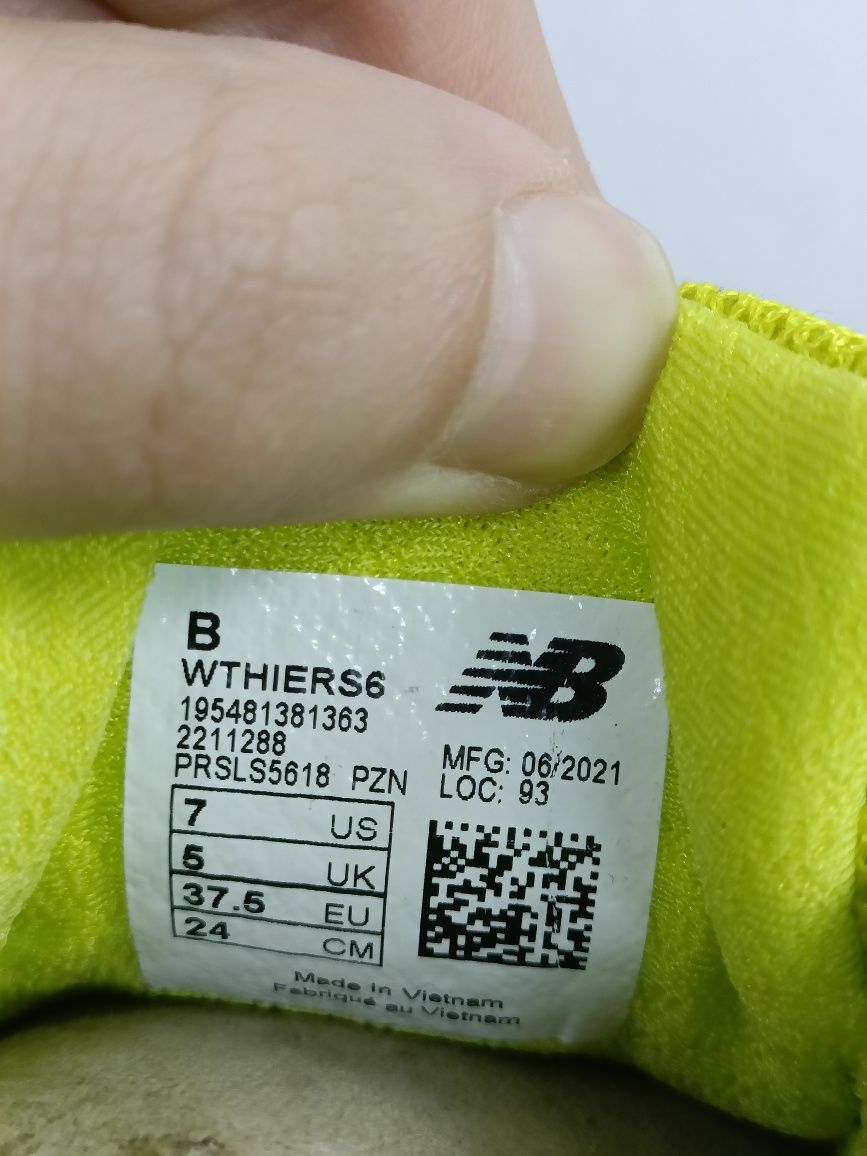 B
WTHIERS6
195481381363
2211288
PRSLS5618 PZN
NB
MFG: 06/2021
LOC: 93
7 US
5 UK
37.5 EU
24 CM
Made in Vietnam
Fabriqué au Vietnam